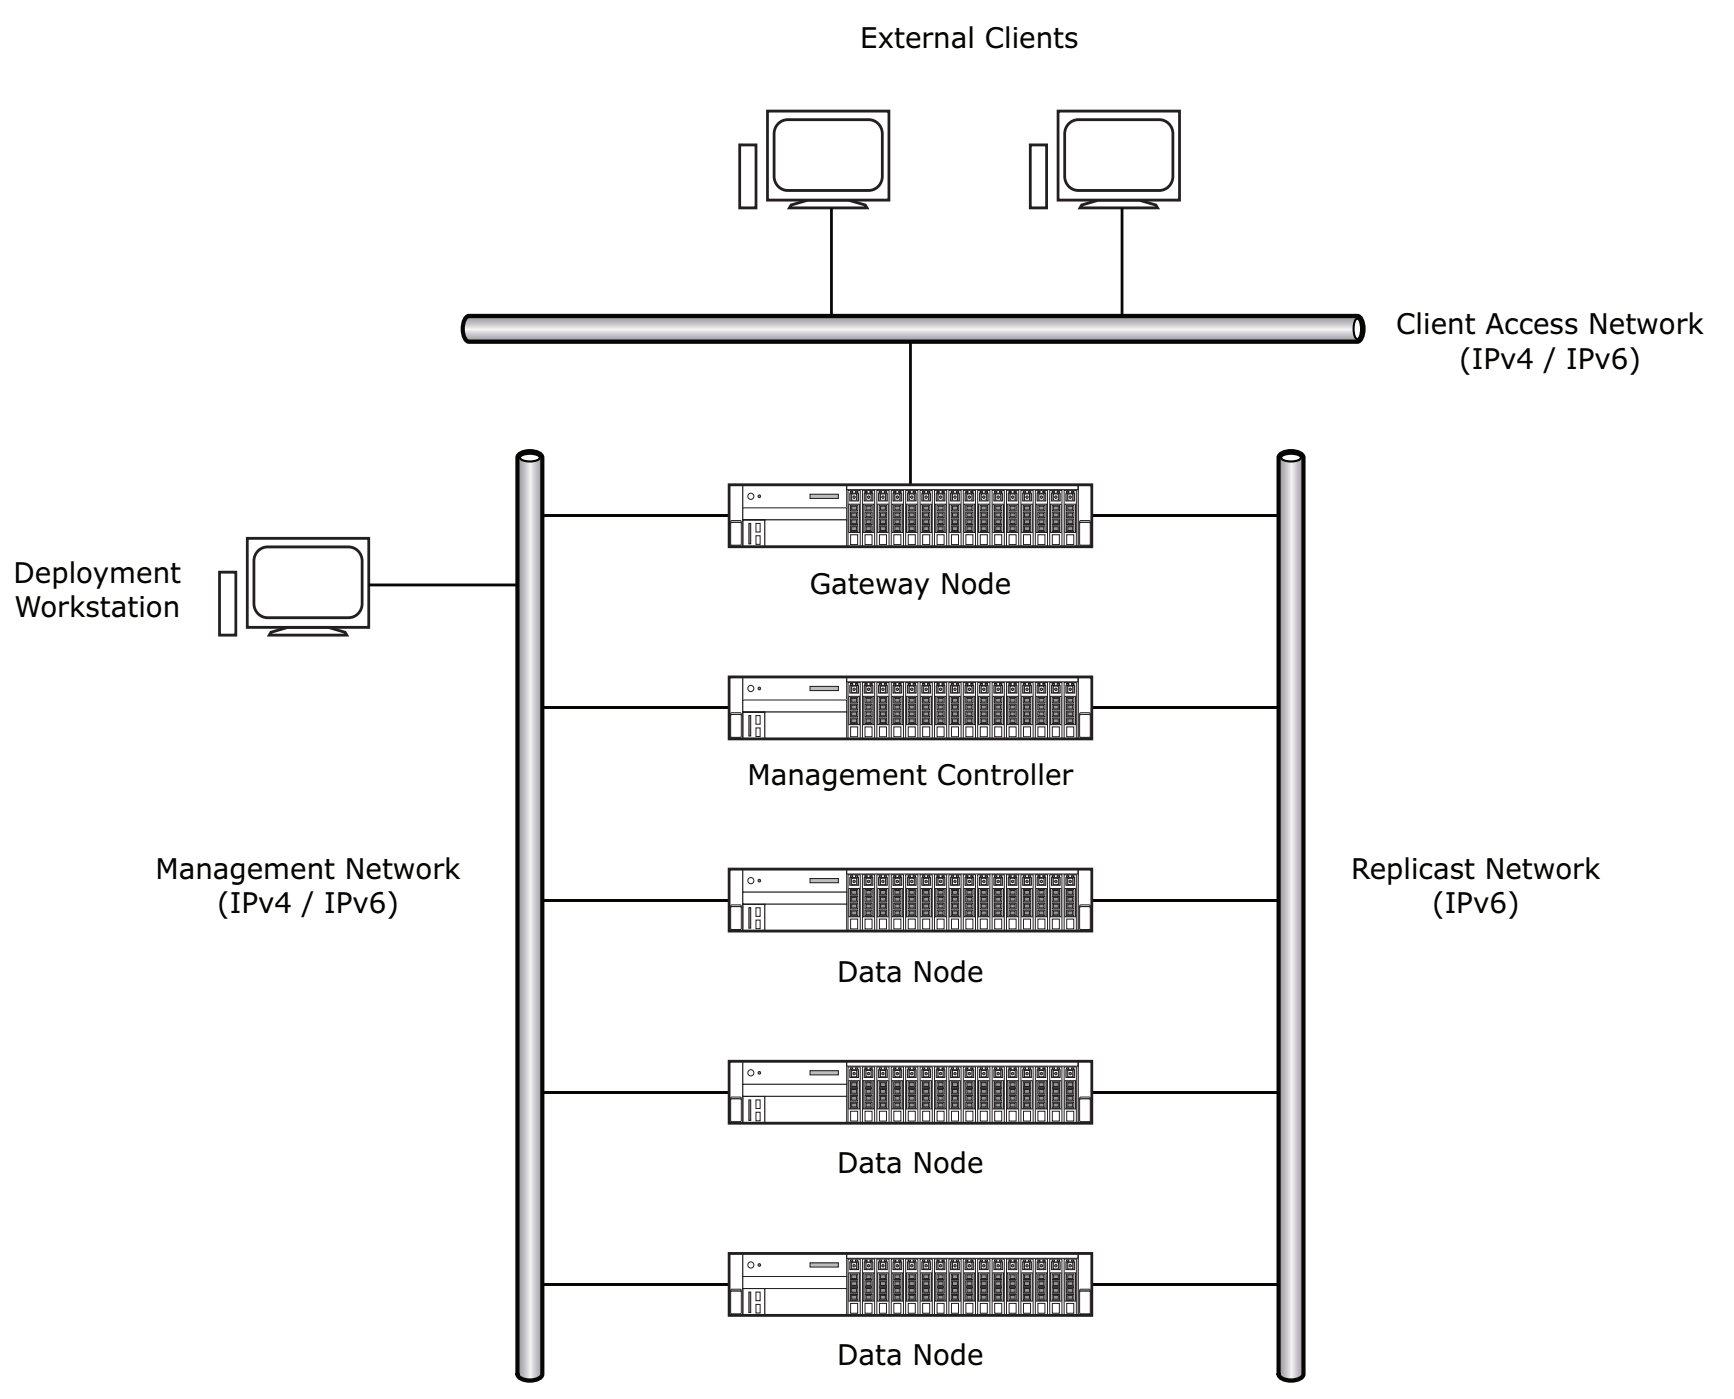 External Clients
Client Access Network
(IPv4 / IPv6)
Gateway Node
Deployment
Workstation
Management Controller
Management Network
(IPv4 / IPv6)
Replicast Network
(IPv6)
Data Node
Data Node
Data Node